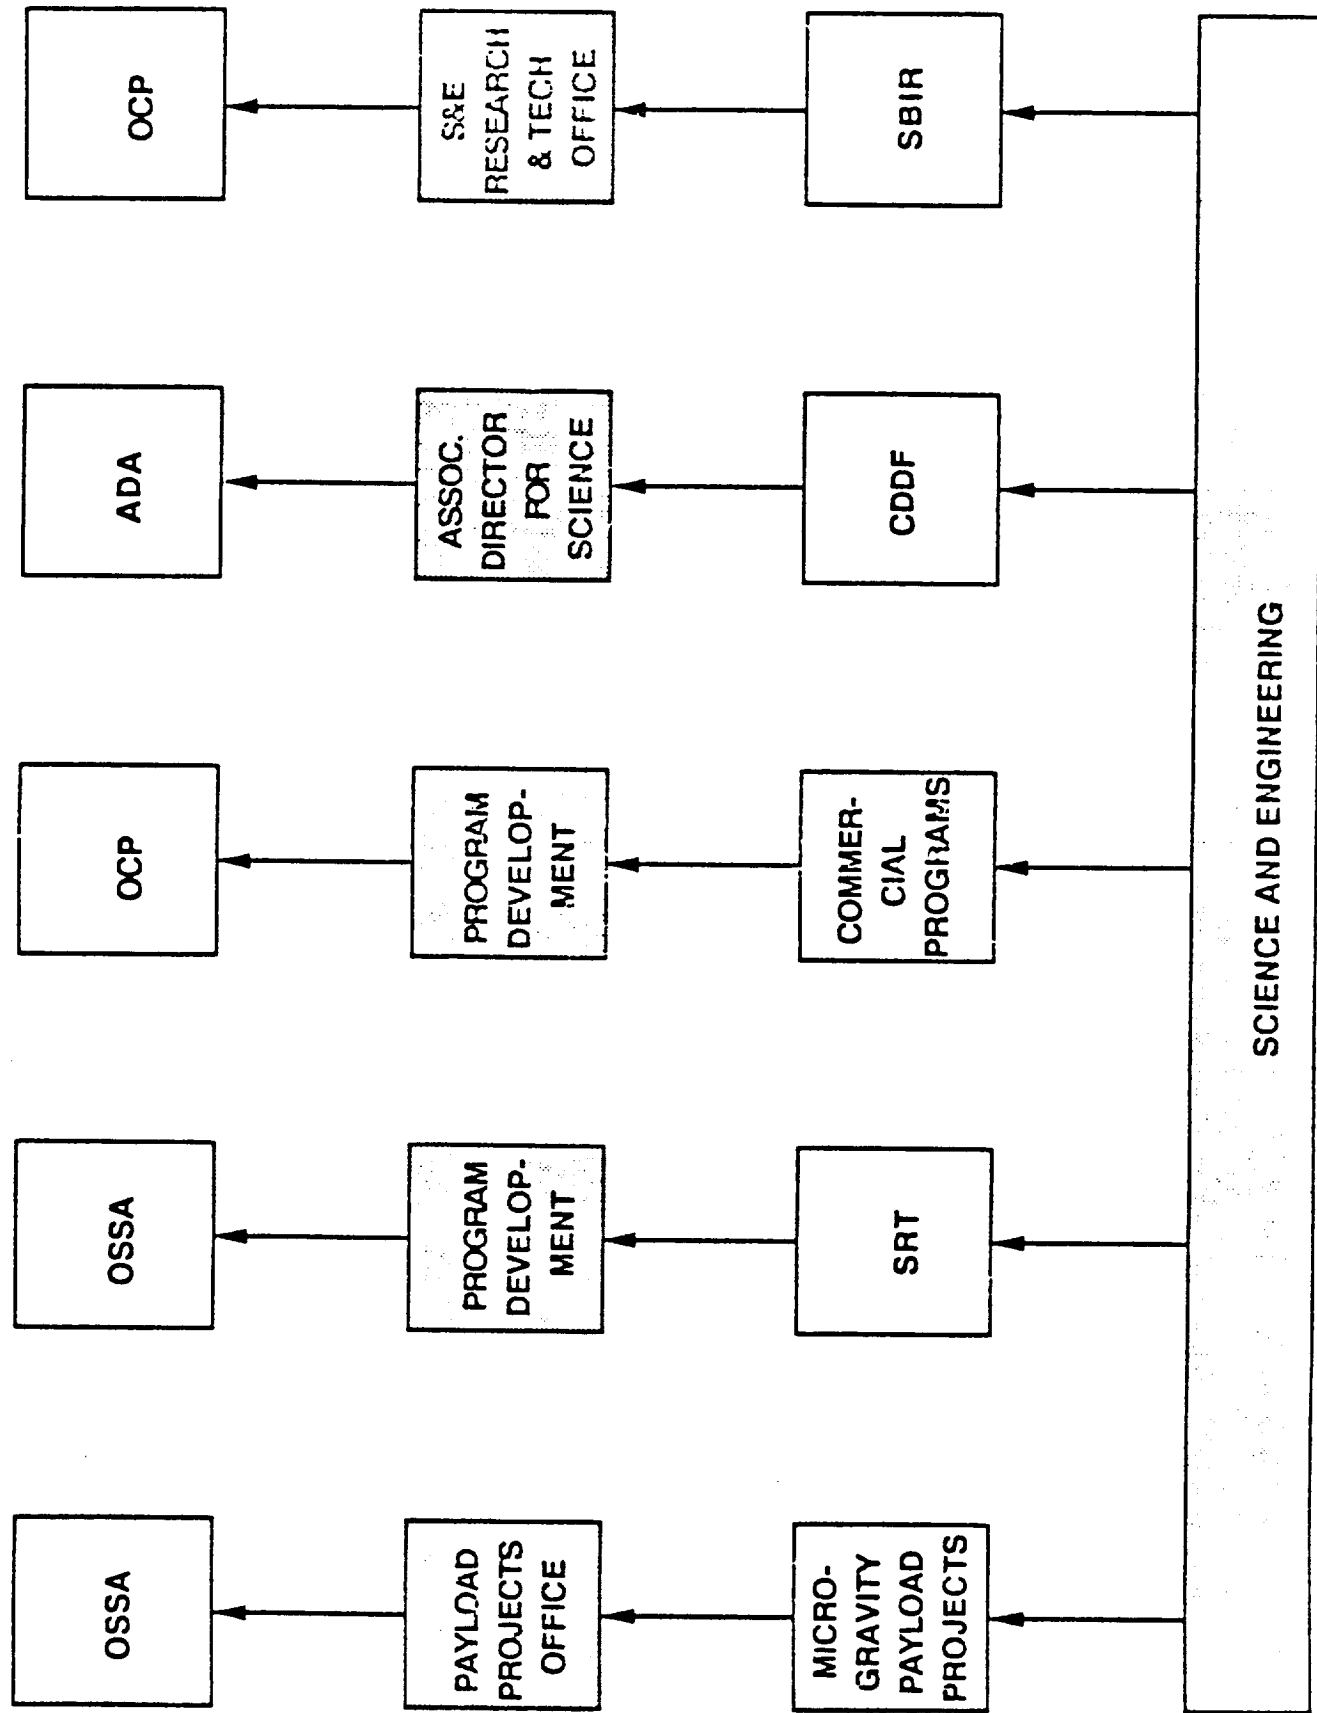 OSSA
OSSA
OCP
ADA
OCP
PAYLOAD
PROJECTS
OFFICE
PROGRAM
DEVELOP-
MENT
PROGRAM
DEVELOP-
MENT
ASSOC.
DIRECTOR
FOR
SCIENCE
S&E
RESEARCH
& TECH
OFFICE
MICRO-
GRAVITY
PAYLOAD
PROJECTS
SRT
COMMER-
CIAL
PROGRAMS
CDDF
SBIR
SCIENCE AND ENGINEERING